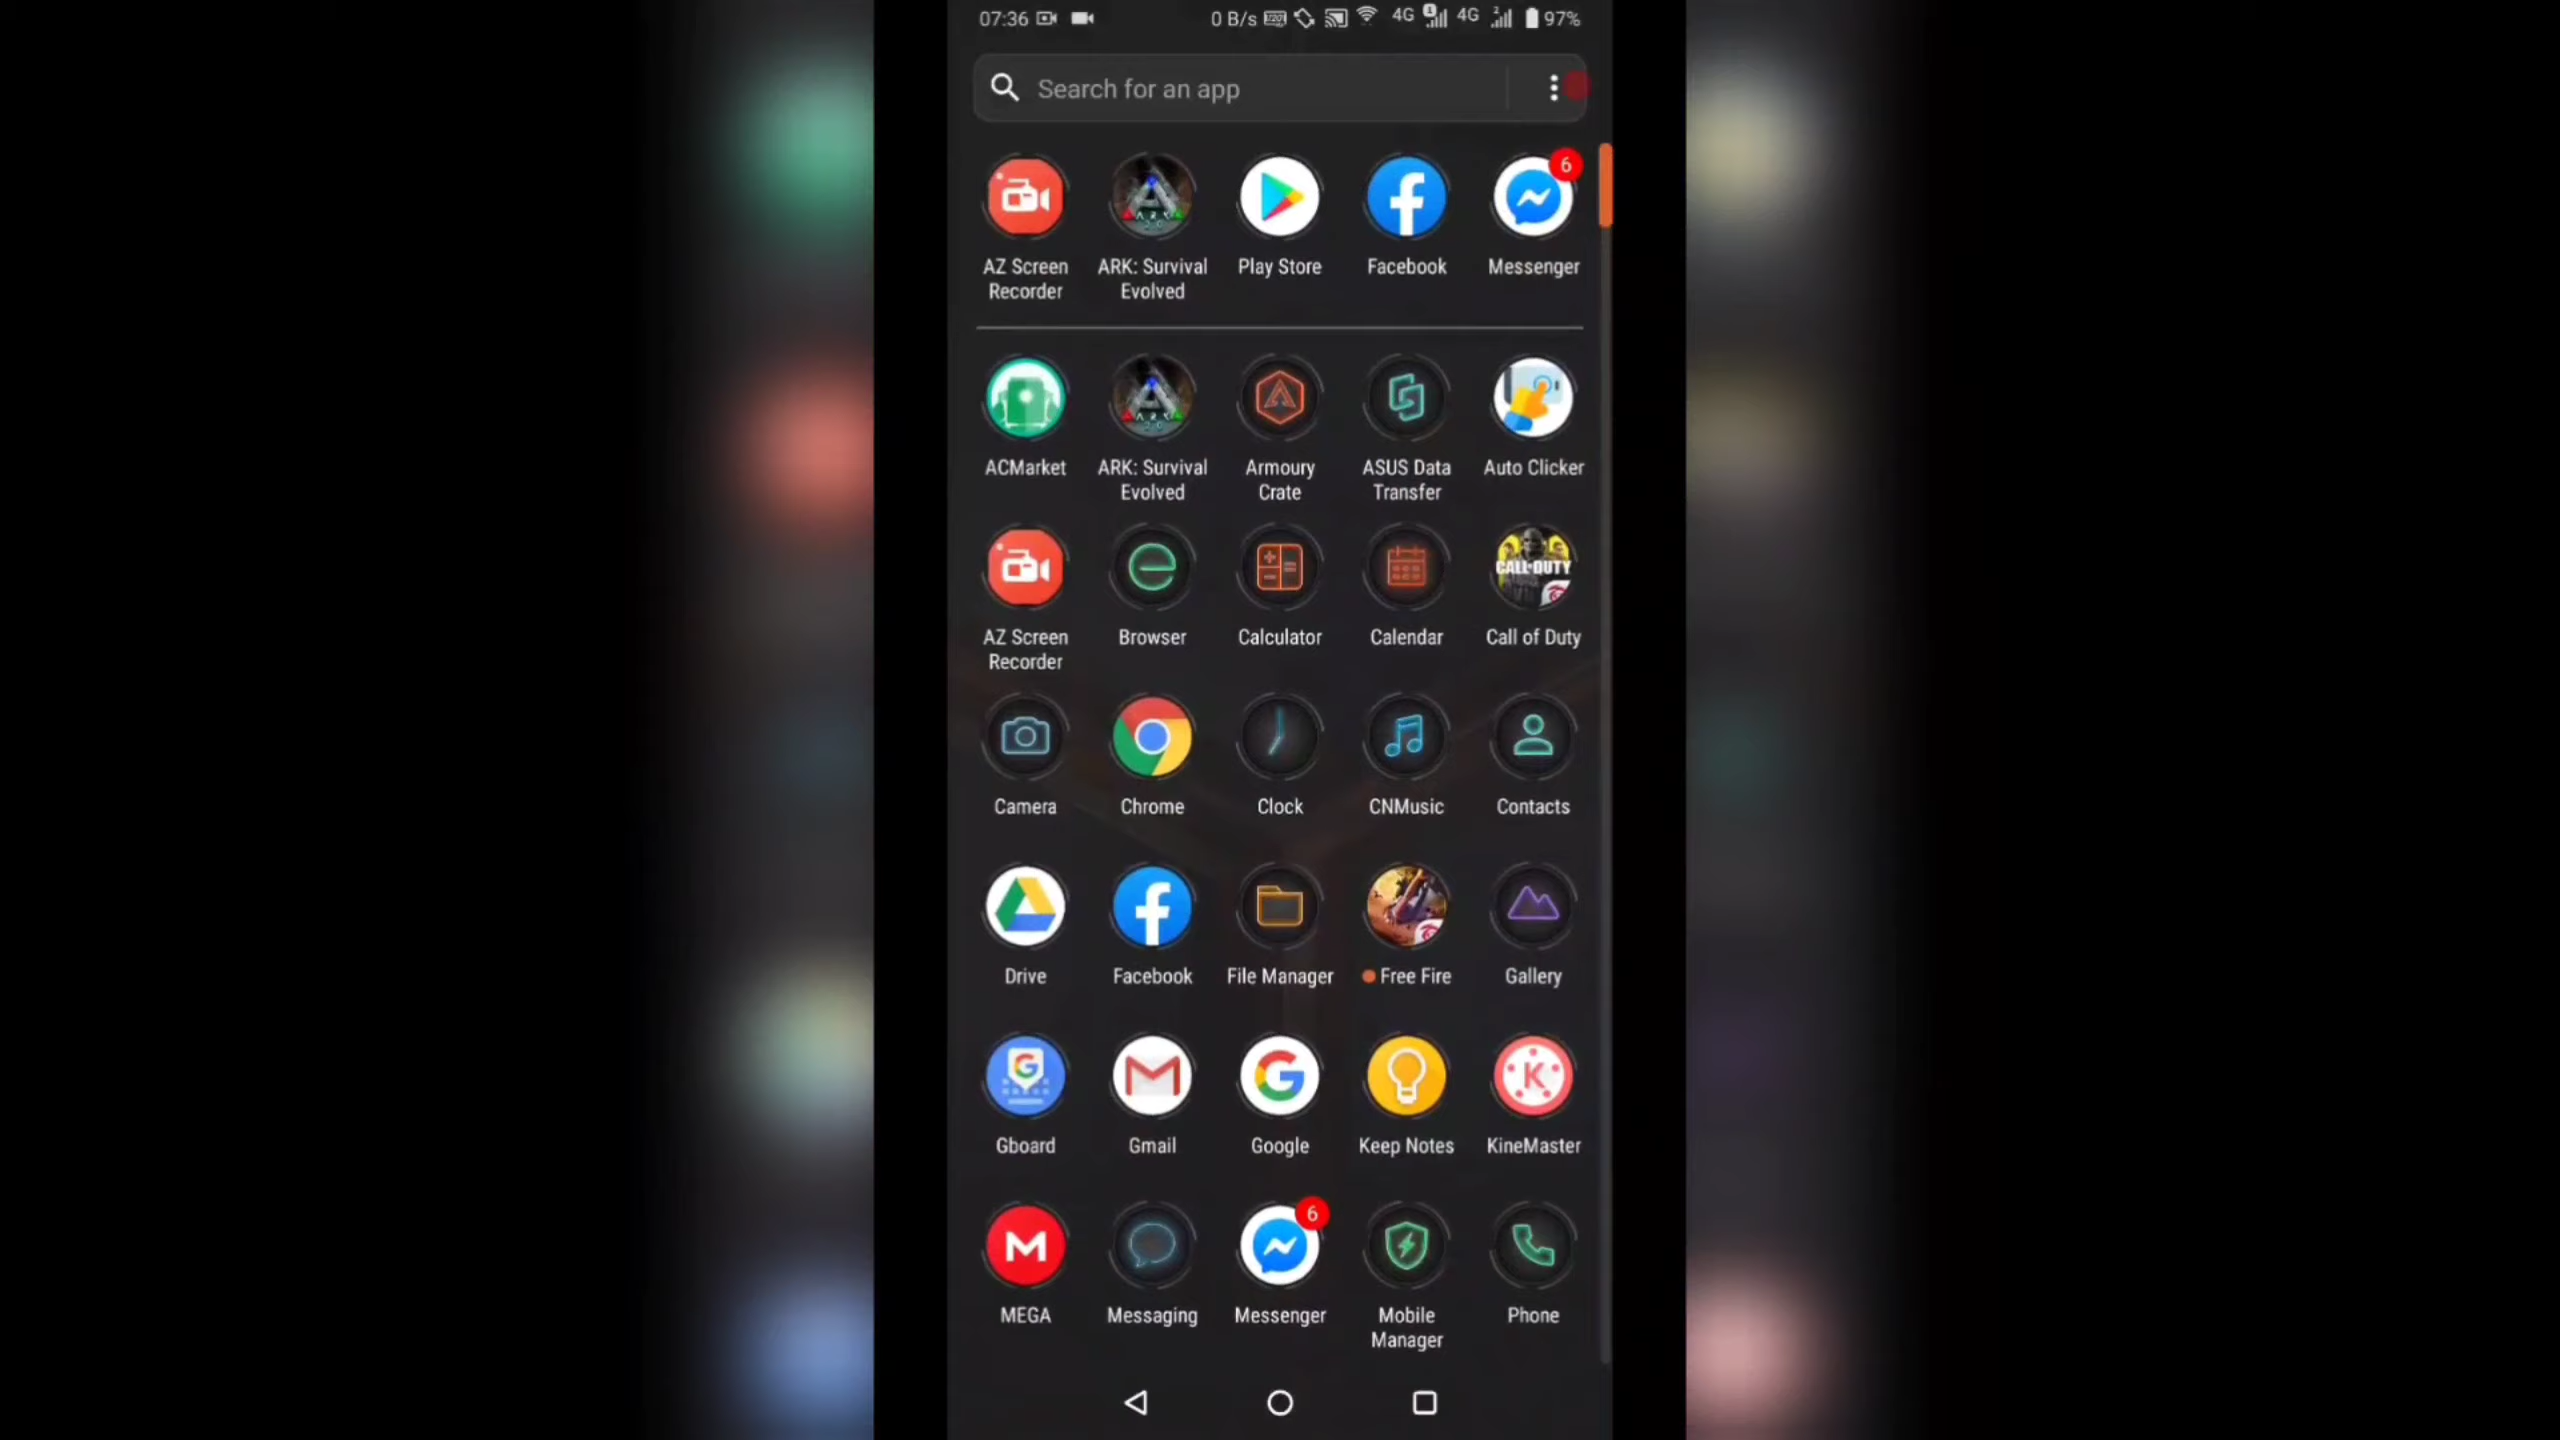 07:36 0 B/s 4G 4G 97%
Search for an app
6
AZ Screen Recorder ARK: Survival Evolved Play Store Facebook Messenger
ACMarket ARK: Survival Evolved Armoury Crate ASUS Data Transfer Auto Clicker
CALL·DUTY
AZ Screen Recorder Browser Calculator Calendar Call of Duty
Camera Chrome Clock CNMusic Contacts
Drive Facebook File Manager Free Fire Gallery
Gboard Gmail Google Keep Notes KineMaster
6
MEGA Messaging Messenger Mobile Manager Phone